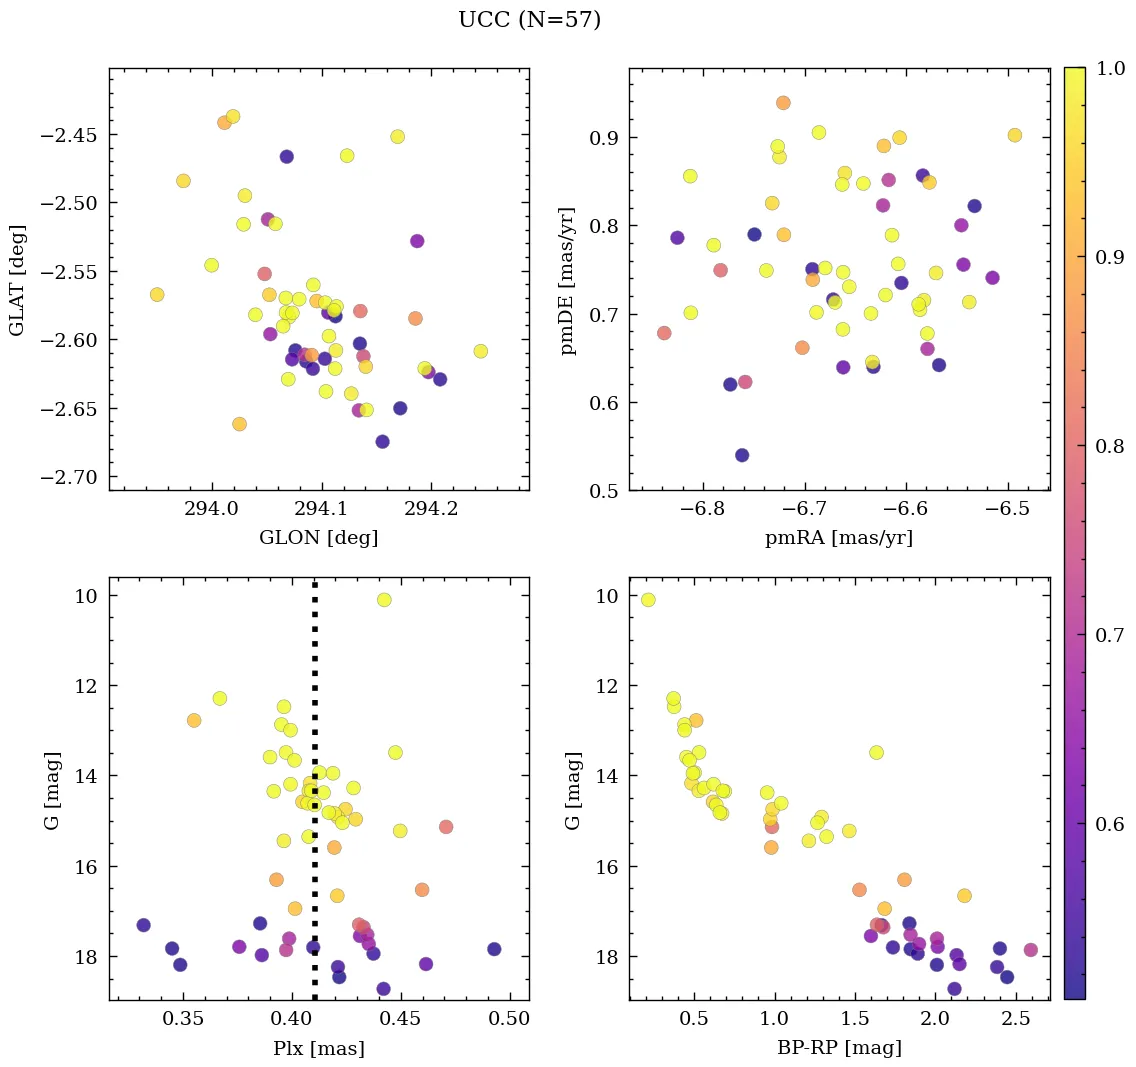 UCC (N=57)
−2.45
−2.50
−2.55
−2.60
−2.65
−2.70
GLAT [deg]
294.0 294.1 294.2
GLON [deg]
0.9
0.8
0.7
0.6
0.5
pmDE [mas/yr]
−6.8 −6.7 −6.6 −6.5
pmRA [mas/yr]
1.0
0.9
0.8
0.7
0.6
10
12
14
16
18
G [mag]
0.35 0.40 0.45 0.50
Plx [mas]
10
12
14
16
18
G [mag]
0.5 1.0 1.5 2.0 2.5
BP-RP [mag]